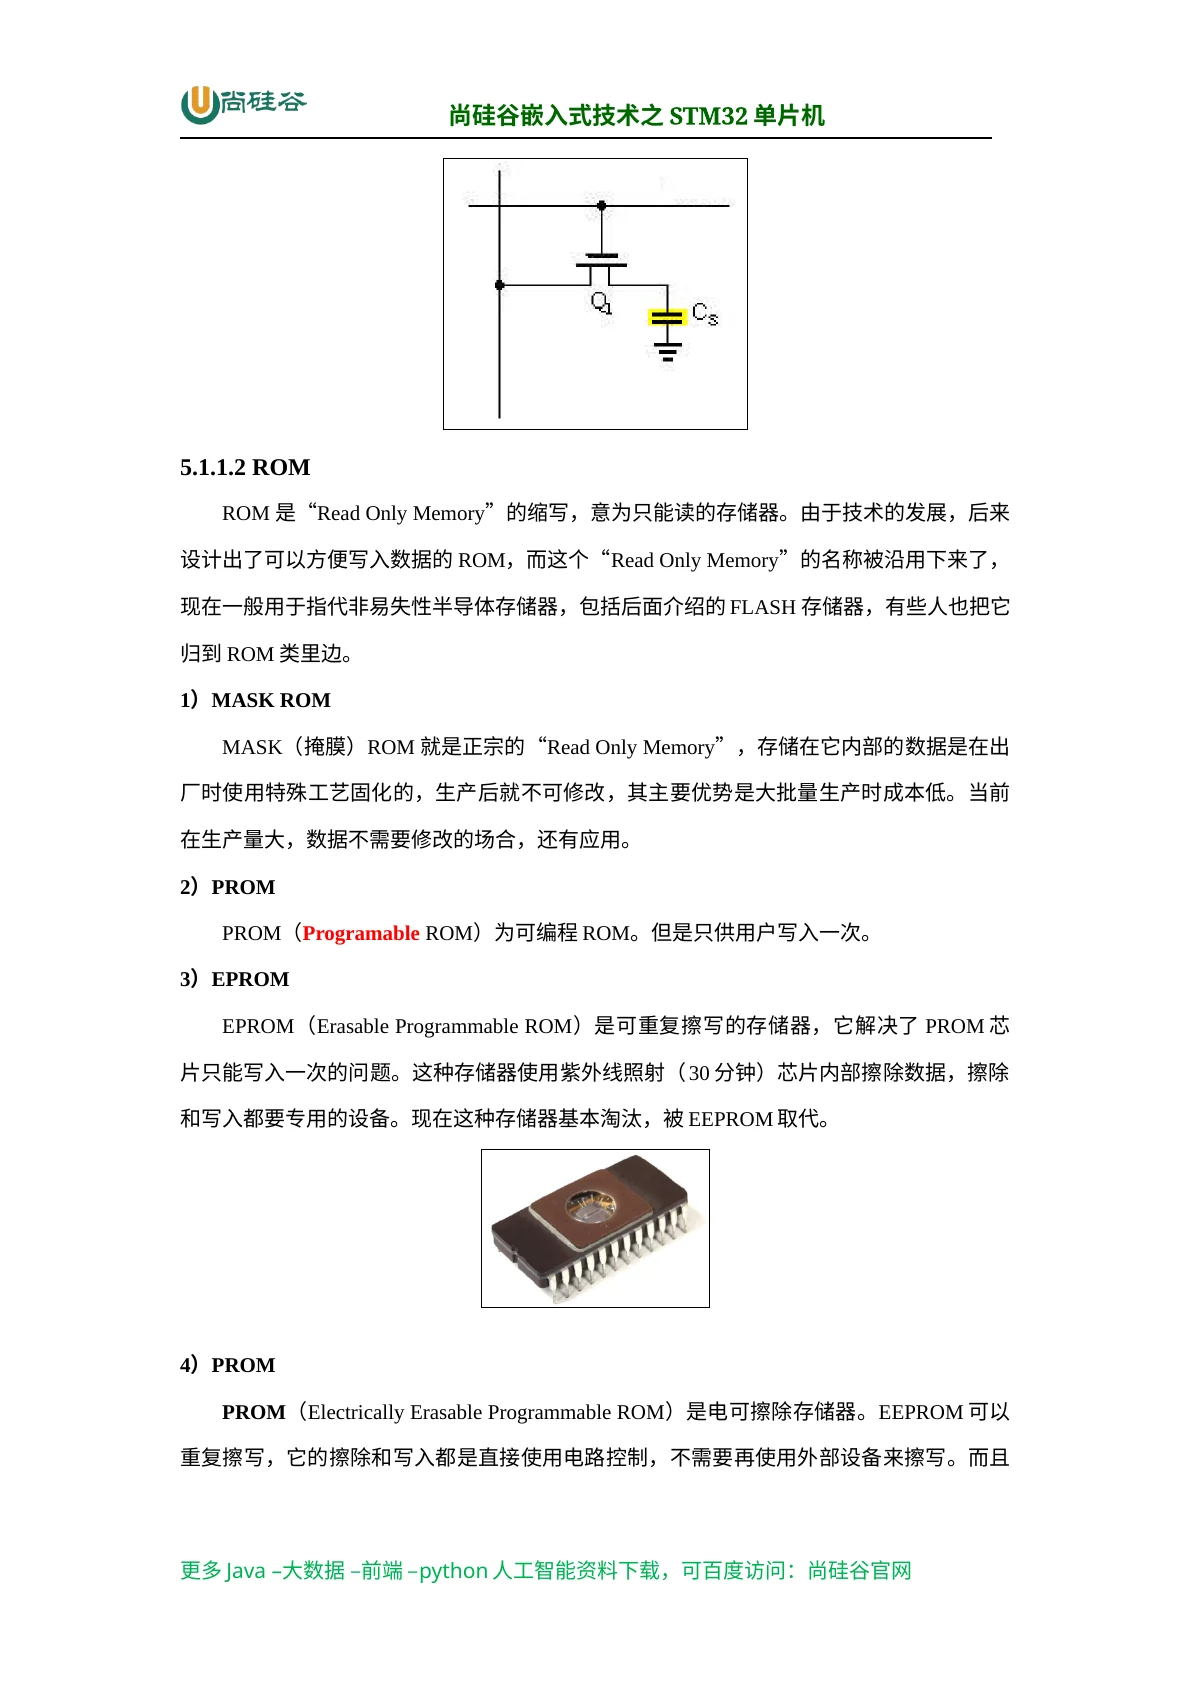 尚硅谷
尚硅谷嵌入式技术之 STM32 单片机
Q1
Cs
5.1.1.2 ROM
ROM 是“Read Only Memory”的缩写，意为只能读的存储器。由于技术的发展，后来
设计出了可以方便写入数据的 ROM，而这个“Read Only Memory”的名称被沿用下来了，
现在一般用于指代非易失性半导体存储器，包括后面介绍的 FLASH 存储器，有些人也把它
归到 ROM 类里边。
1）MASK ROM
MASK（掩膜）ROM 就是正宗的“Read Only Memory”，存储在它内部的数据是在出
厂时使用特殊工艺固化的，生产后就不可修改，其主要优势是大批量生产时成本低。当前
在生产量大，数据不需要修改的场合，还有应用。
2）PROM
PROM（Programable ROM）为可编程 ROM。但是只供用户写入一次。
3）EPROM
EPROM（Erasable Programmable ROM）是可重复擦写的存储器，它解决了 PROM 芯
片只能写入一次的问题。这种存储器使用紫外线照射（30 分钟）芯片内部擦除数据，擦除
和写入都要专用的设备。现在这种存储器基本淘汰，被 EEPROM 取代。
4）PROM
PROM（Electrically Erasable Programmable ROM）是电可擦除存储器。EEPROM 可以
重复擦写，它的擦除和写入都是直接使用电路控制，不需要再使用外部设备来擦写。而且
更多 Java –大数据 –前端 –python 人工智能资料下载，可百度访问：尚硅谷官网